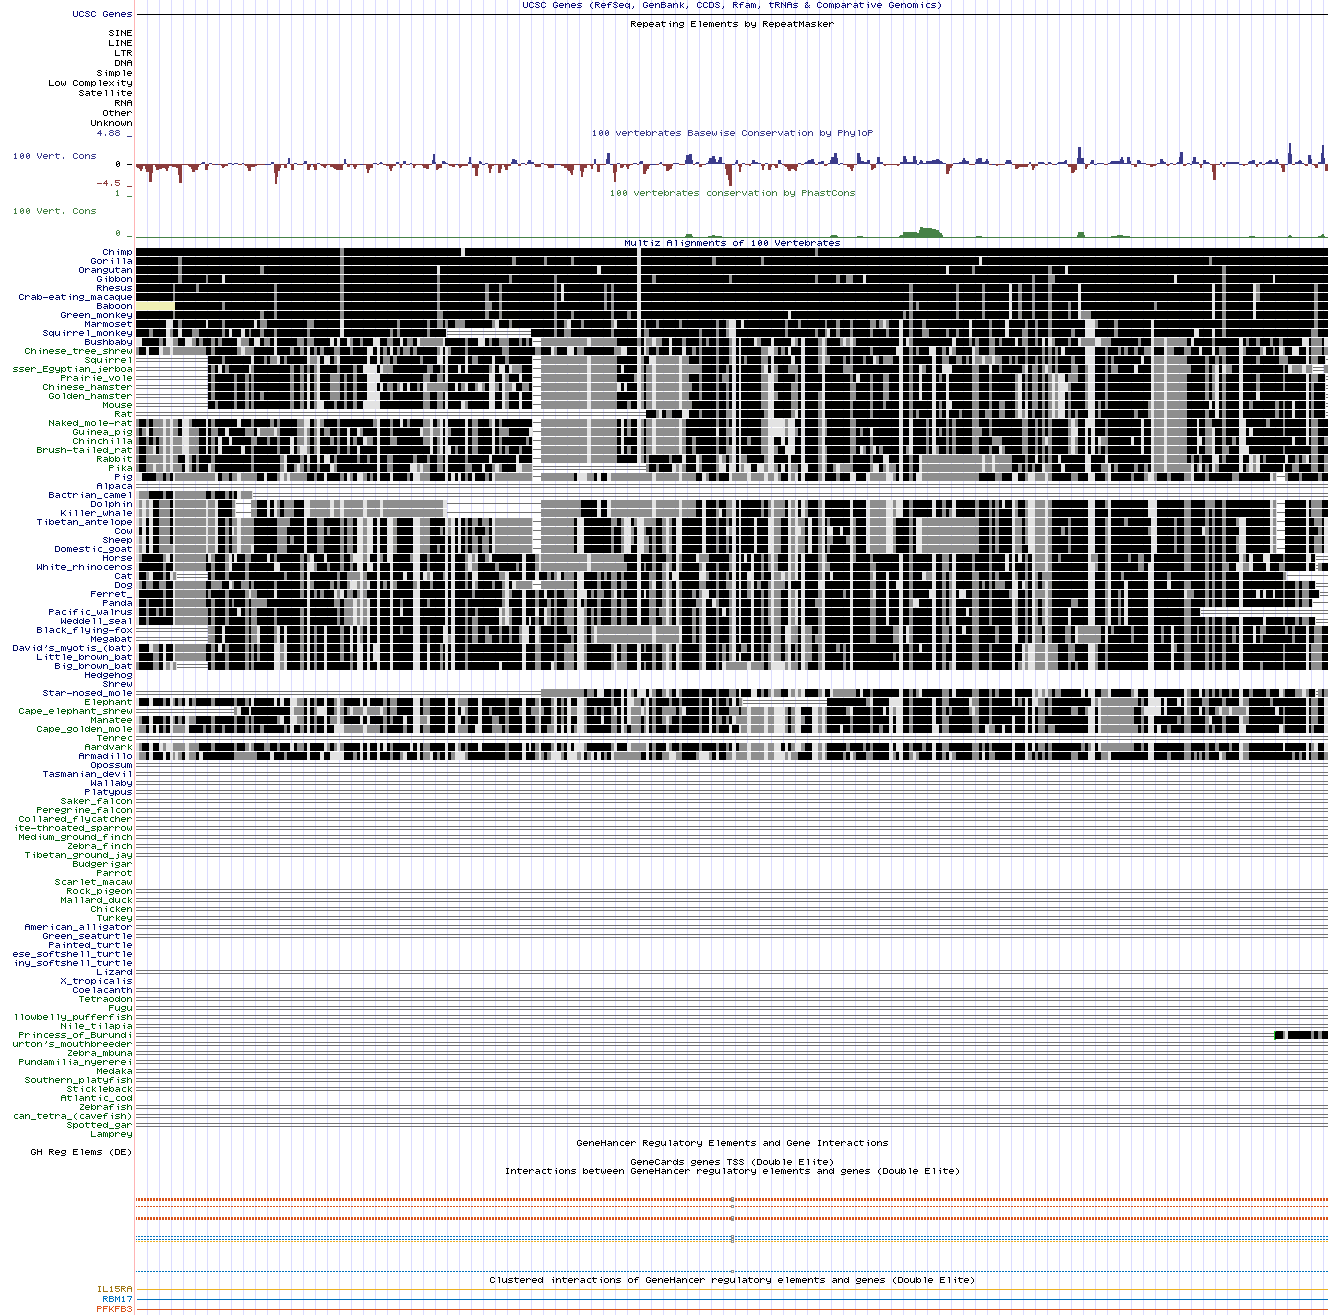 UCSC Genes (RefSeq, GenBank, CCDS, Rfam, tRNAs & Comparative Genomics)
UCSC Genes
Repeating Elements by RepeatMasker
SINE
LINE
LTR
DNA
Simple
Low Complexity
Satellite
RNA
Other
Unknown
4.88 _
100 vertebrates Basewise Conservation by PhyloP
100 Vert. Cons
0 _
-4.5 _
100 vertebrates conservation by PhastCons
1 _
100 Vert. Cons
0 _
Multiz Alignments of 100 Vertebrates
Chimp
Gorilla
Orangutan
Gibbon
Rhesus
Crab-eating_macaque
Baboon
Green_monkey
Marmoset
Squirrel_monkey
Bushbaby
Chinese_tree_shrew
Squirrel
sser_Egyptian_jerboa
Prairie_vole
Chinese_hamster
Golden_hamster
Mouse
Rat
Naked_mole-rat
Guinea_pig
Chinchilla
Brush-tailed_rat
Rabbit
Pika
Pig
Alpaca
Bactrian_camel
Dolphin
Killer_whale
Tibetan_antelope
Cow
Sheep
Domestic_goat
Horse
White_rhinoceros
Cat
Dog
Ferret_
Panda
Pacific_walrus
Weddell_seal
Black_flying-fox
Megabat
David's_myotis_(bat)
Little_brown_bat
Big_brown_bat
Hedgehog
Shrew
Star-nosed_mole
Elephant
Cape_elephant_shrew
Manatee
Cape_golden_mole
Tenrec
Aardvark
Armadillo
Opossum
Tasmanian_devil
Wallaby
Platypus
Saker_falcon
Peregrine_falcon
Collared_flycatcher
ite-throated_sparrow
Medium_ground_finch
Zebra_finch
Tibetan_ground_jay
Budgerigar
Parrot
Scarlet_macaw
Rock_pigeon
Mallard_duck
Chicken
Turkey
American_alligator
Green_seaturtle
Painted_turtle
ese_softshell_turtle
iny_softshell_turtle
Lizard
X_tropicalis
Coelacanth
Tetraodon
Fugu
llowbelly_pufferfish
Nile_tilapia
Princess_of_Burundi
urton's_mouthbreeder
Zebra_mbuna
Pundamilia_nyererei
Medaka
Southern_platyfish
Stickleback
Atlantic_cod
Zebrafish
can_tetra_(cavefish)
Spotted_gar
Lamprey
GeneHancer Regulatory Elements and Gene Interactions
GH Reg Elems (DE)
GeneCards genes TSS (Double Elite)
Interactions between GeneHancer regulatory elements and genes (Double Elite)
Clustered interactions of GeneHancer regulatory elements and genes (Double Elite)
IL15RA
RBM17
PFKFB3